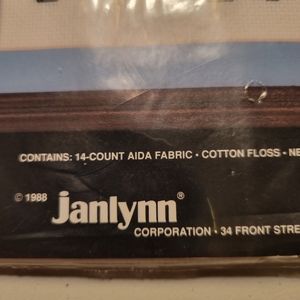 CONTAINS: 14-COUNT AIDA FABRIC • COTTON FLOSS • NE
© 1988 Janlynn®
CORPORATION • 34 FRONT STRE